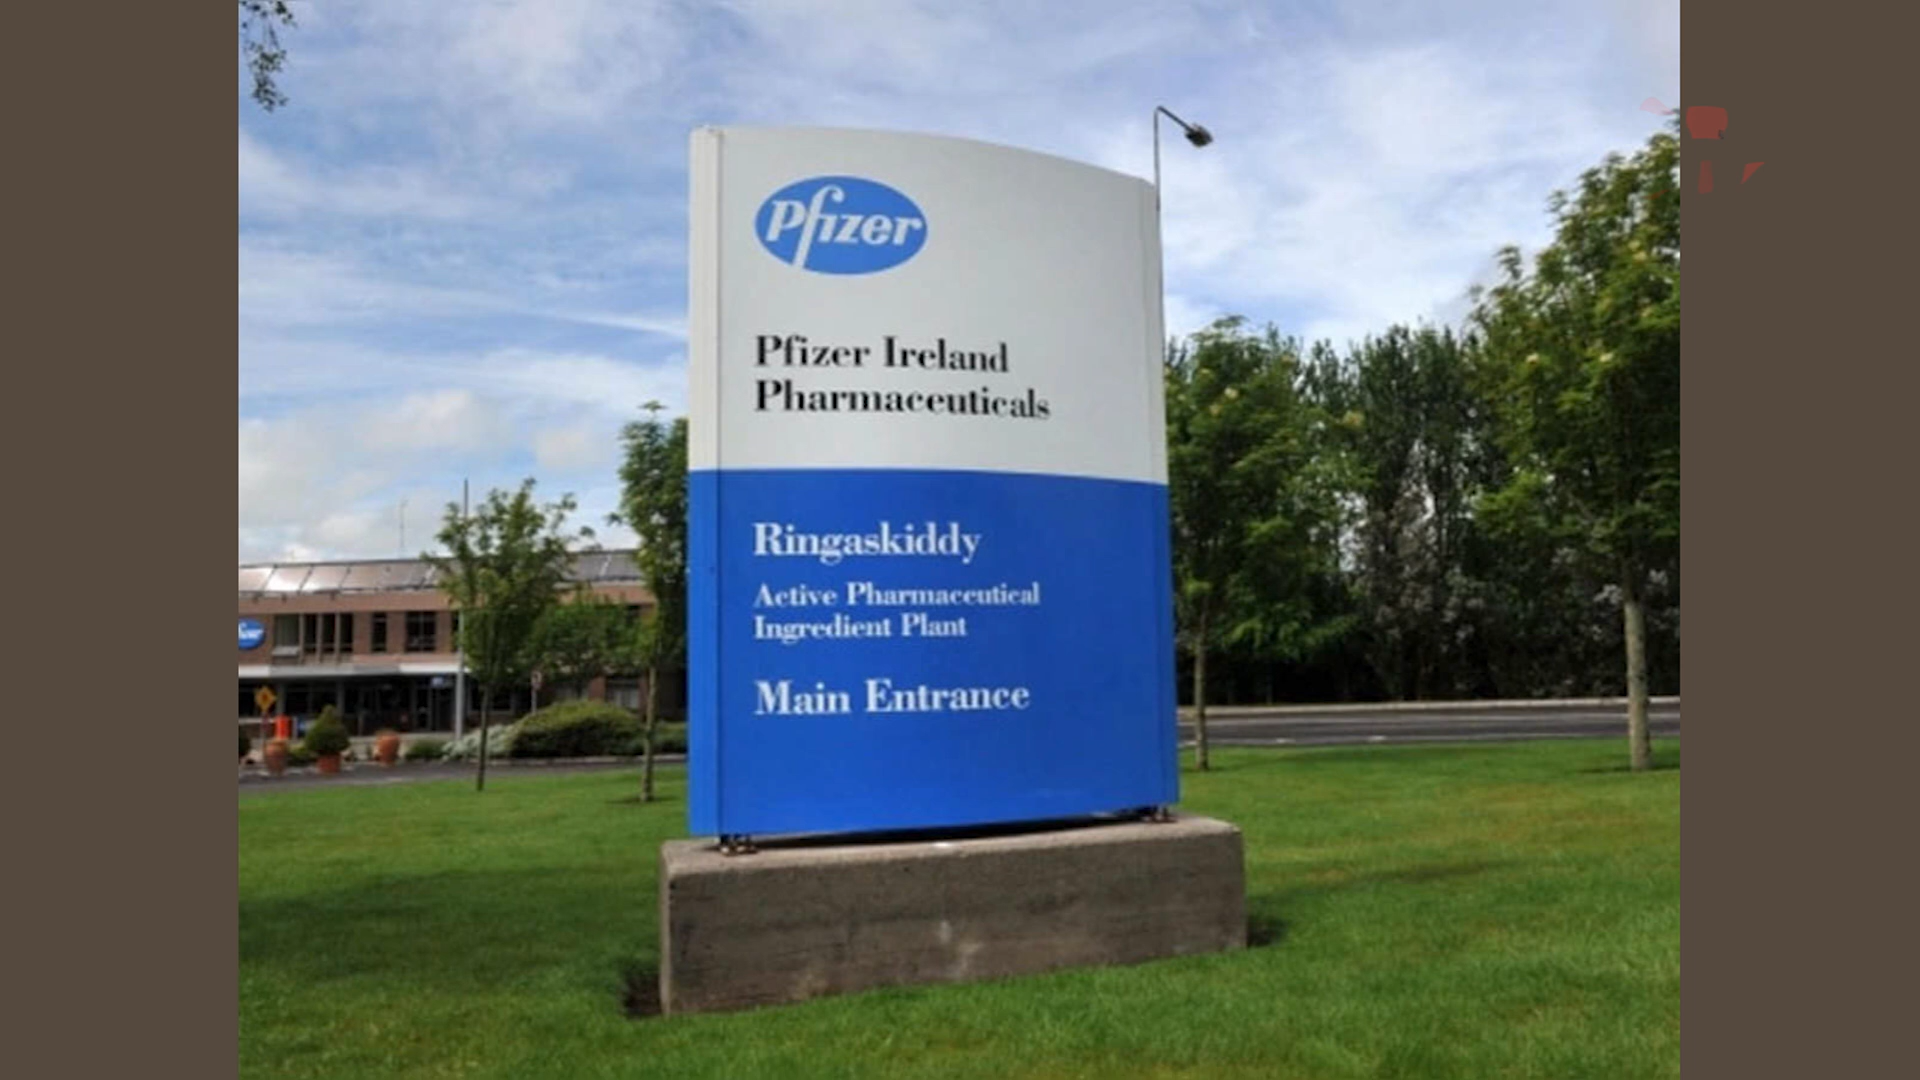 Pfizer
Pfizer Ireland
Pharmaceuticals
Ringaskiddy
Active Pharmaceutical
Ingredient Plant
Main Entrance